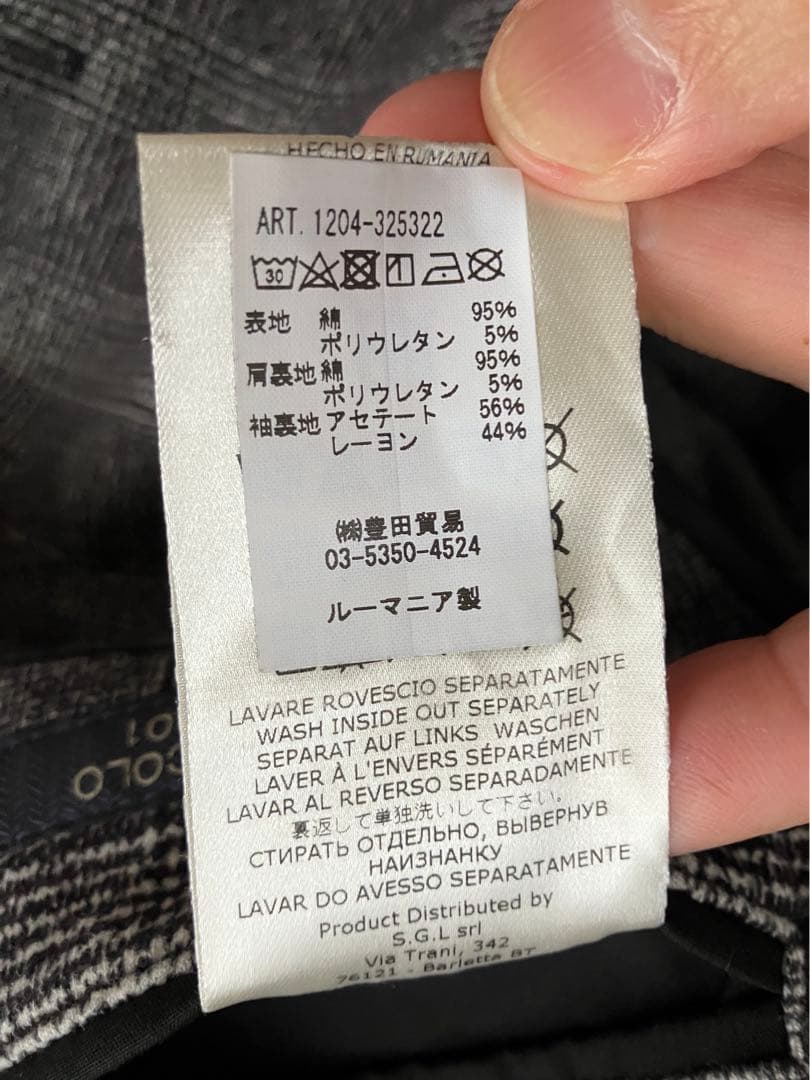 HECHO EN RUMANIA
ART. 1204-325322
30
表地 綿 95%
ポリウレタン 5%
肩裏地 綿 95%
ポリウレタン 5%
袖裏地 アセテート 56%
レーヨン 44%
㈱豊田貿易
03-5350-4524
ルーマニア製
LAVARE ROVESCIO SEPARATAMENTE
WASH INSIDE OUT SEPARATELY
SEPARAT AUF LINKS WASCHEN
LAVER À L'ENVERS SÉPARÉMENT
LAVAR AL REVERSO SEPARADAMENTE
裏返して単独洗いして下さい。
СТИРАТЬ ОТДЕЛЬНО, ВЫВЕРНУВ
НАИЗНАНКУ
LAVAR DO AVESSO SEPARATAMENTE
Product Distributed by
S.G.L srl
Via Trani, 342
76121 - Barletta BT
COLO
01